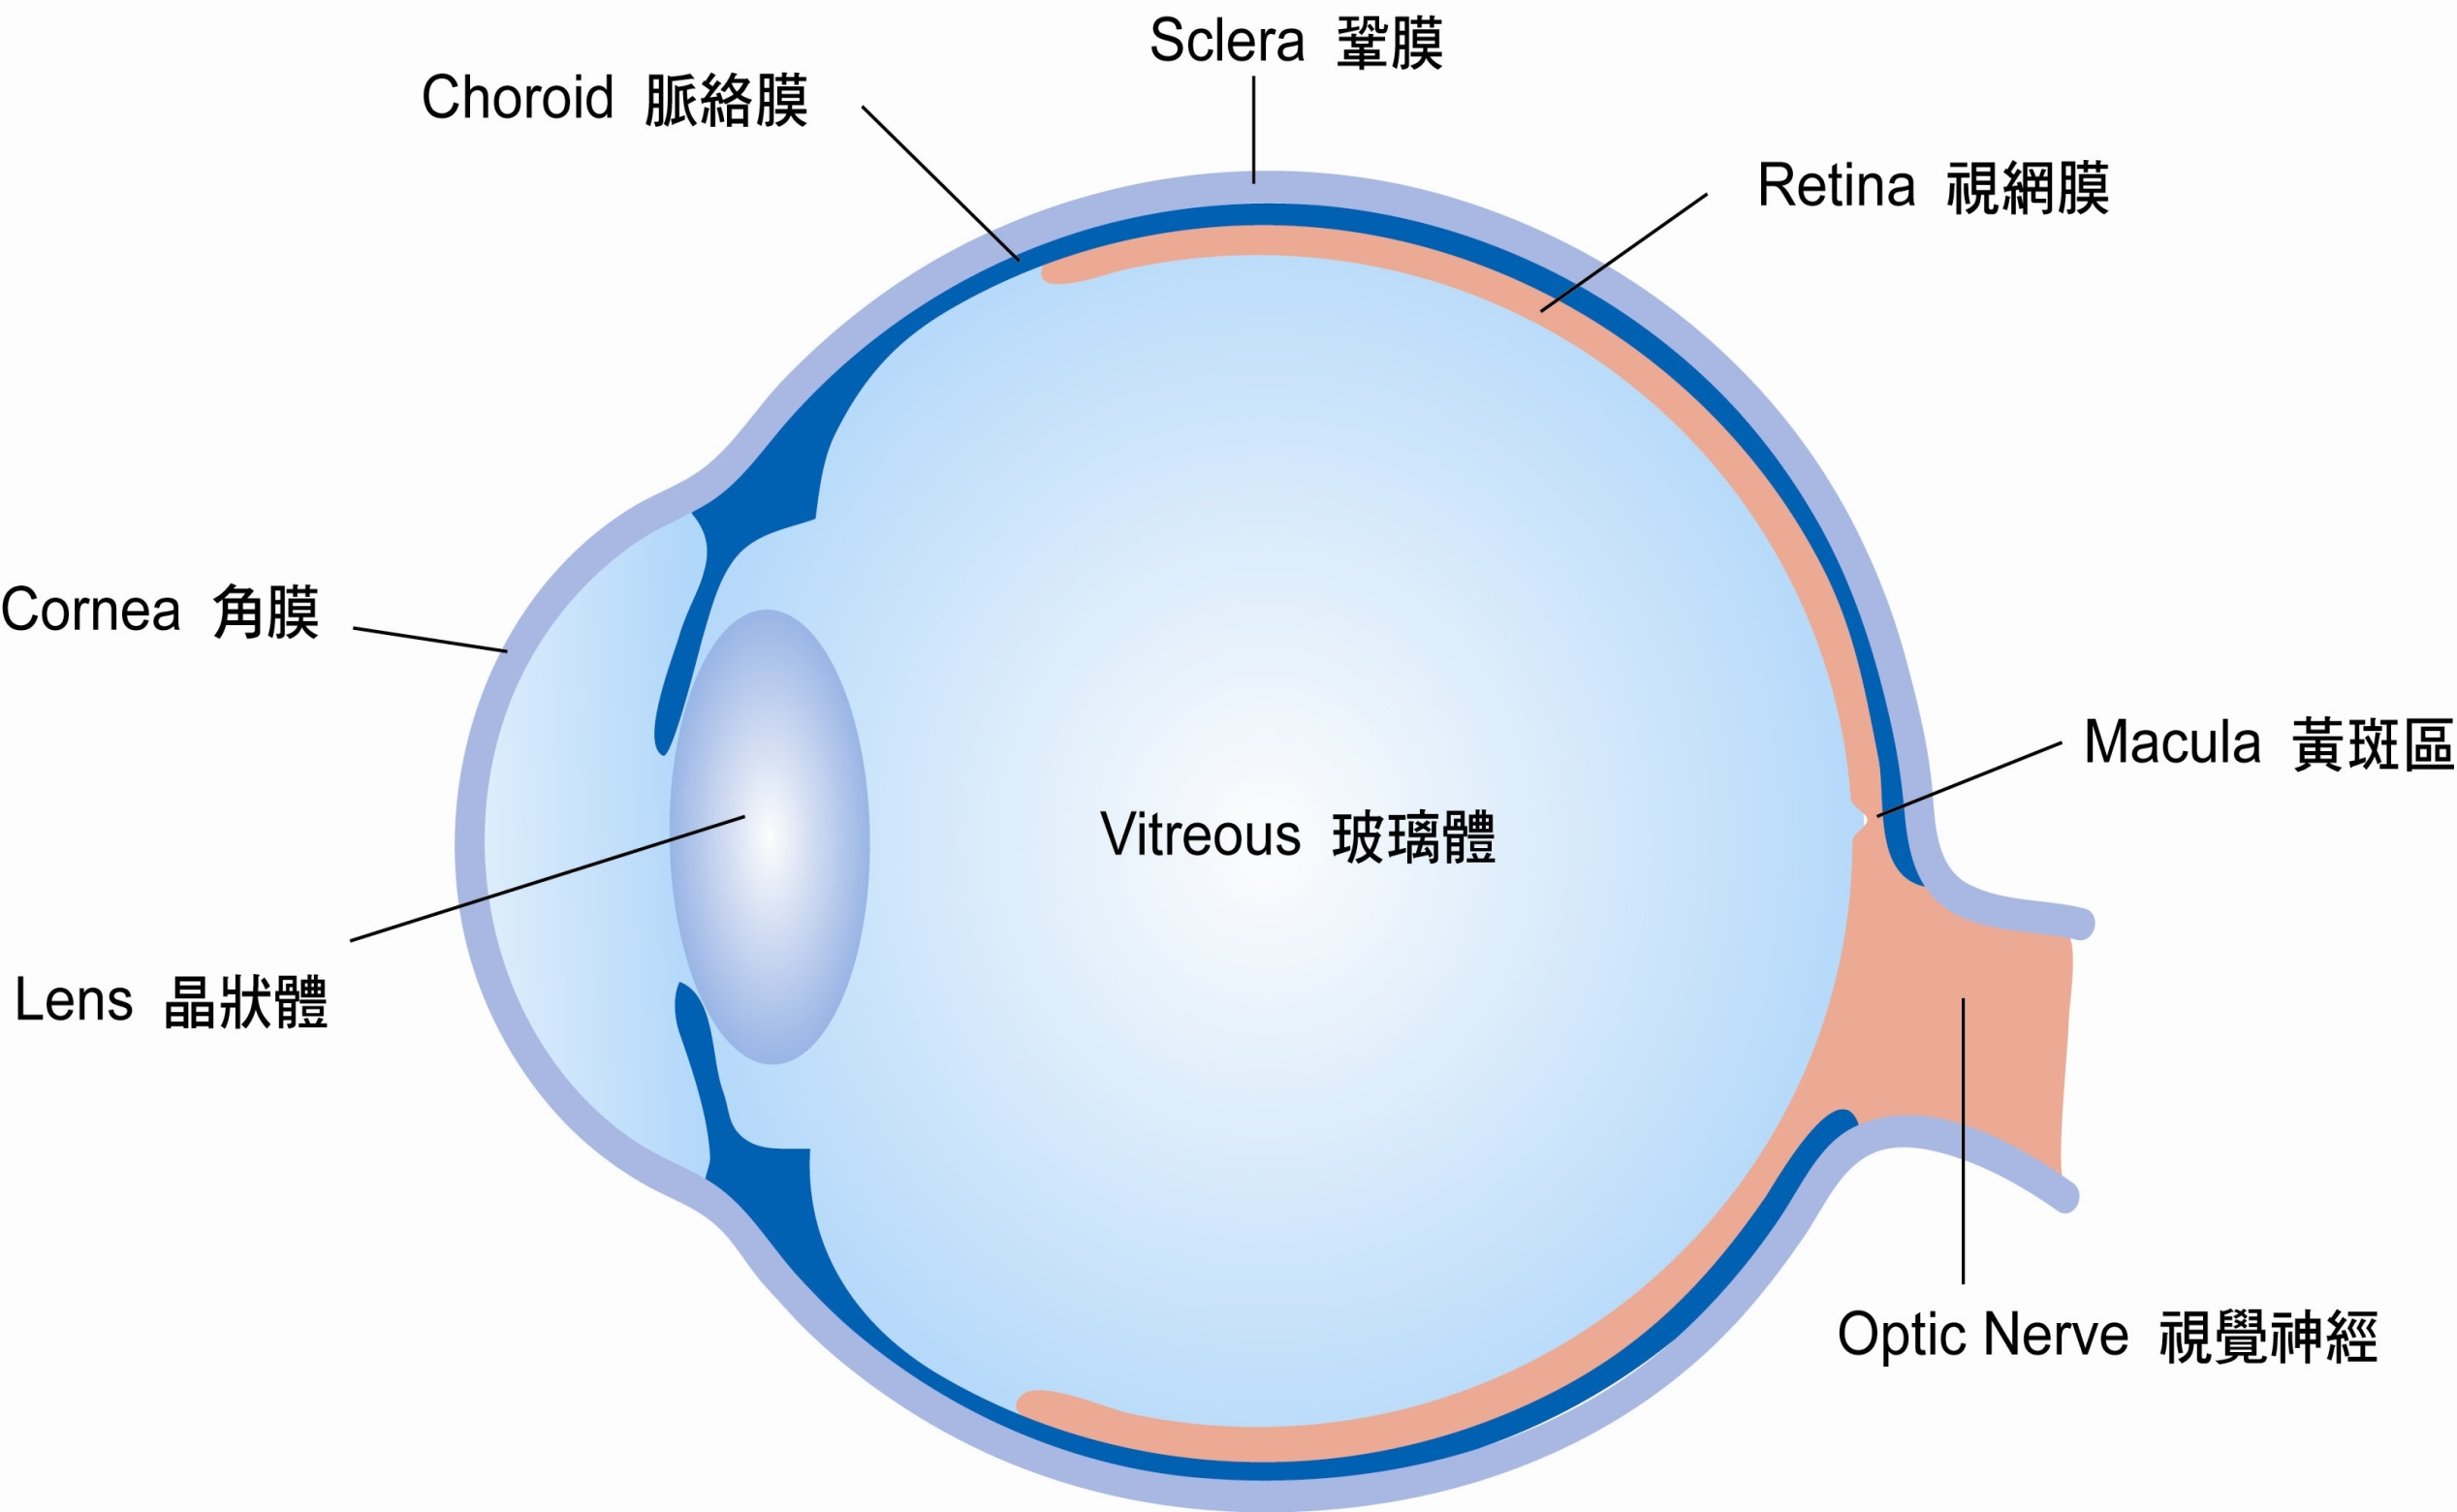 Sclera 鞏膜
Choroid 脈絡膜
Retina 視網膜
Cornea 角膜
Macula 黃斑區
Vitreous 玻璃體
Lens 晶狀體
Optic Nerve 視覺神經